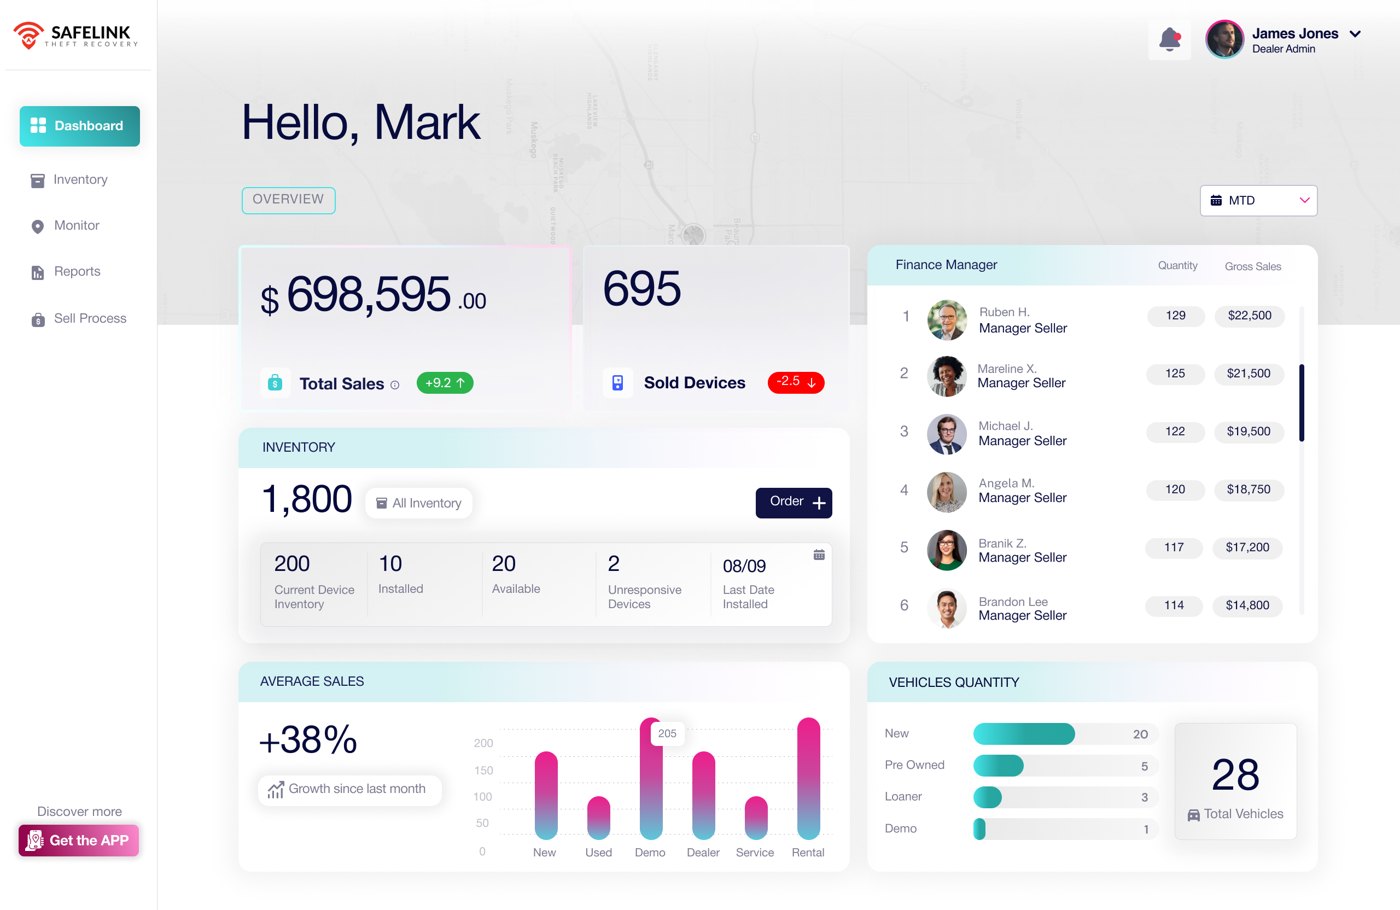 SAFELINK
THEFT RECOVERY
James Jones
Dealer Admin
Dashboard
Inventory
Monitor
Reports
Sell Process
Discover more
Get the APP
Hello, Mark
OVERVIEW
MTD
$ 698,595 .00
Total Sales
+9.2
695
Sold Devices
-2.5
Finance Manager Quantity Gross Sales
1 Ruben H. 129 $22,500
Manager Seller
2 Mareline X. 125 $21,500
Manager Seller
3 Michael J. 122 $19,500
Manager Seller
4 Angela M. 120 $18,750
Manager Seller
5 Branik Z. 117 $17,200
Manager Seller
6 Brandon Lee 114 $14,800
Manager Seller
INVENTORY
1,800 All Inventory
Order +
200
Current Device
Inventory
10
Installed
20
Available
2
Unresponsive
Devices
08/09
Last Date
Installed
AVERAGE SALES
+38%
Growth since last month
205
200
150
100
50
0
New Used Demo Dealer Service Rental
VEHICLES QUANTITY
New 20
Pre Owned 5
Loaner 3
Demo 1
28
Total Vehicles